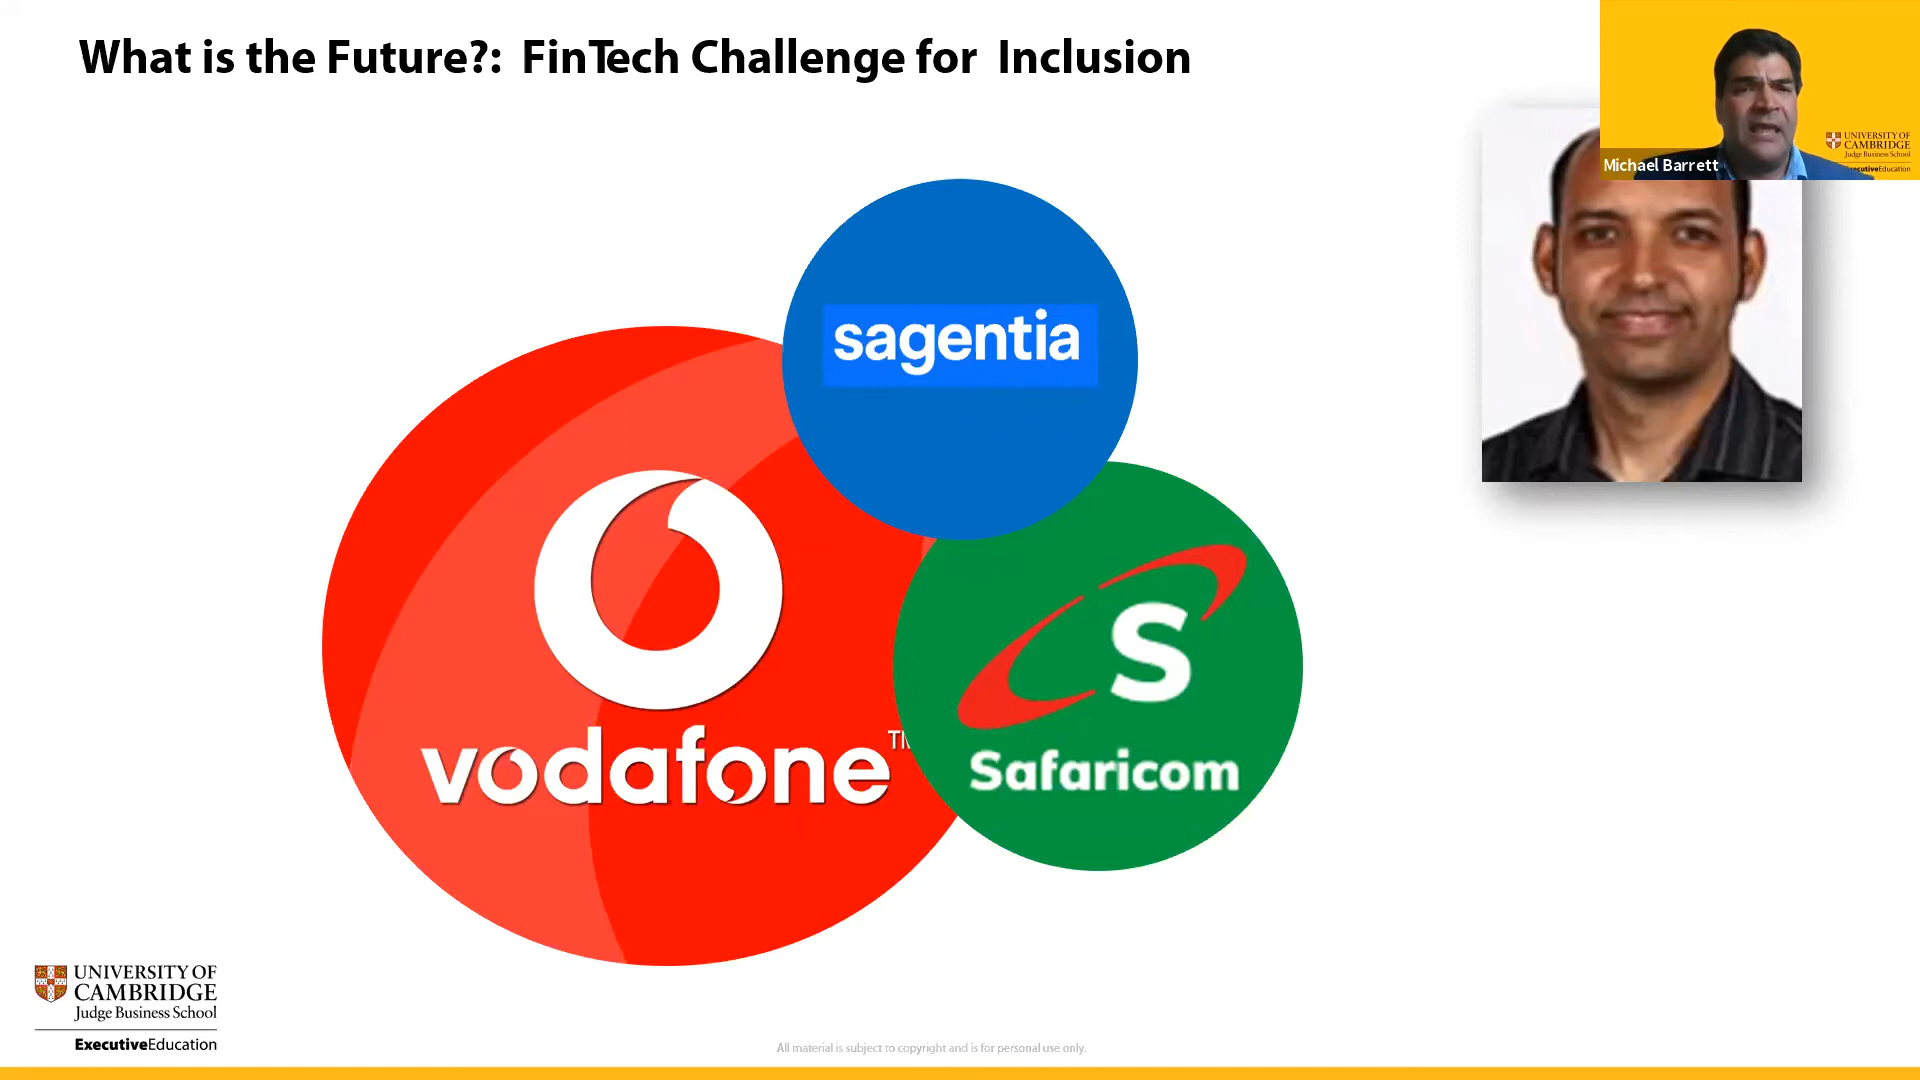 What is the Future?: FinTech Challenge for Inclusion
UNIVERSITY OF
CAMBRIDGE
Judge Business School
Michael Barrett
sagentia
vodafone
Safaricom
UNIVERSITY OF
CAMBRIDGE
Judge Business School
ExecutiveEducation
All material is subject to copyright and is for personal use only.